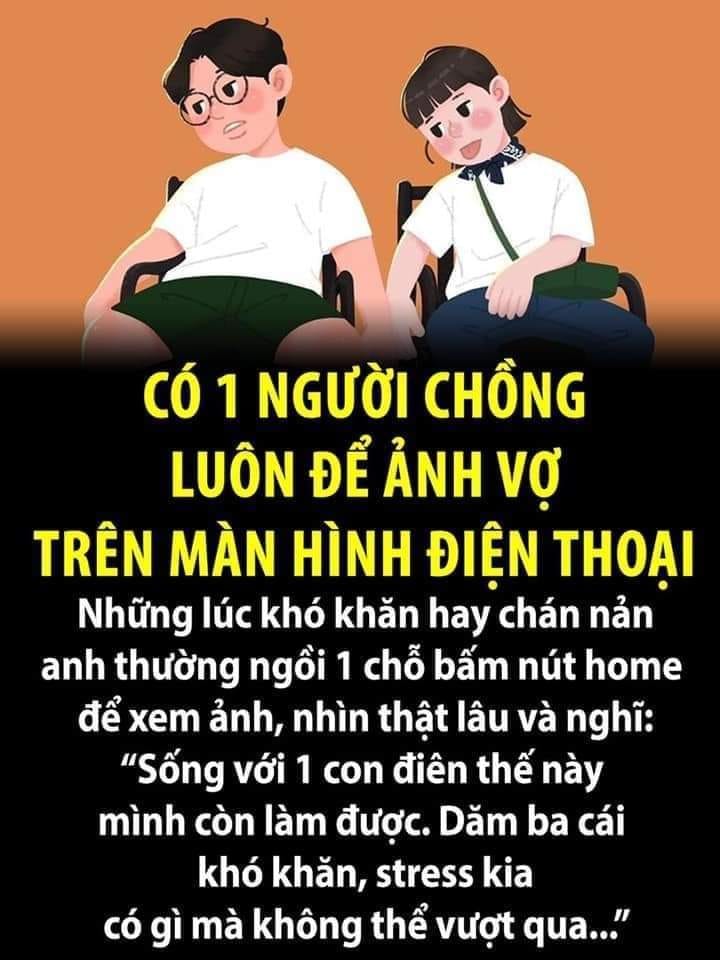 CÓ 1 NGƯỜI CHỒNG
LUÔN ĐỂ ẢNH VỢ
TRÊN MÀN HÌNH ĐIỆN THOẠI
Những lúc khó khăn hay chán nản
anh thường ngồi 1 chỗ bấm nút home
để xem ảnh, nhìn thật lâu và nghĩ:
“Sống với 1 con điên thế này
mình còn làm được. Dăm ba cái
khó khăn, stress kia
có gì mà không thể vượt qua...”